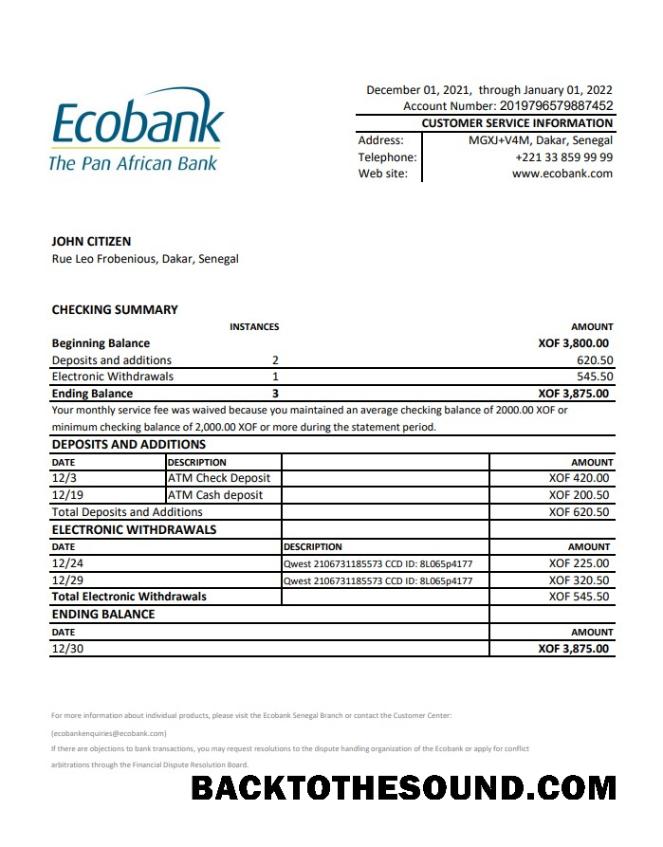 Ecobank
The Pan African Bank
December 01, 2021, through January 01, 2022
Account Number: 2019796579887452
CUSTOMER SERVICE INFORMATION
Address: MGXJ+V4M, Dakar, Senegal
Telephone: +221 33 859 99 99
Web site: www.ecobank.com
JOHN CITIZEN
Rue Leo Frobenious, Dakar, Senegal
CHECKING SUMMARY
INSTANCES AMOUNT
Beginning Balance XOF 3,800.00
Deposits and additions 2 620.50
Electronic Withdrawals 1 545.50
Ending Balance 3 XOF 3,875.00
Your monthly service fee was waived because you maintained an average checking balance of 2000.00 XOF or
minimum checking balance of 2,000.00 XOF or more during the statement period.
DEPOSITS AND ADDITIONS
DATE DESCRIPTION AMOUNT
12/3 ATM Check Deposit XOF 420.00
12/19 ATM Cash deposit XOF 200.50
Total Deposits and Additions XOF 620.50
ELECTRONIC WITHDRAWALS
DATE DESCRIPTION AMOUNT
12/24 Qwest 2106731185573 CCD ID: 8L065p4177 XOF 225.00
12/29 Qwest 2106731185573 CCD ID: 8L065p4177 XOF 320.50
Total Electronic Withdrawals XOF 545.50
ENDING BALANCE
DATE AMOUNT
12/30 XOF 3,875.00
For more information about individual products, please visit the Ecobank Senegal Branch or contact the Customer Center:
(ecobankenquiries@ecobank.com)
If there are objections to bank transactions, you may request resolutions to the dispute handling organization of the Ecobank or apply for conflict
arbitrations through the Financial Dispute Resolution Board.
BACKTOTHESOUND.COM